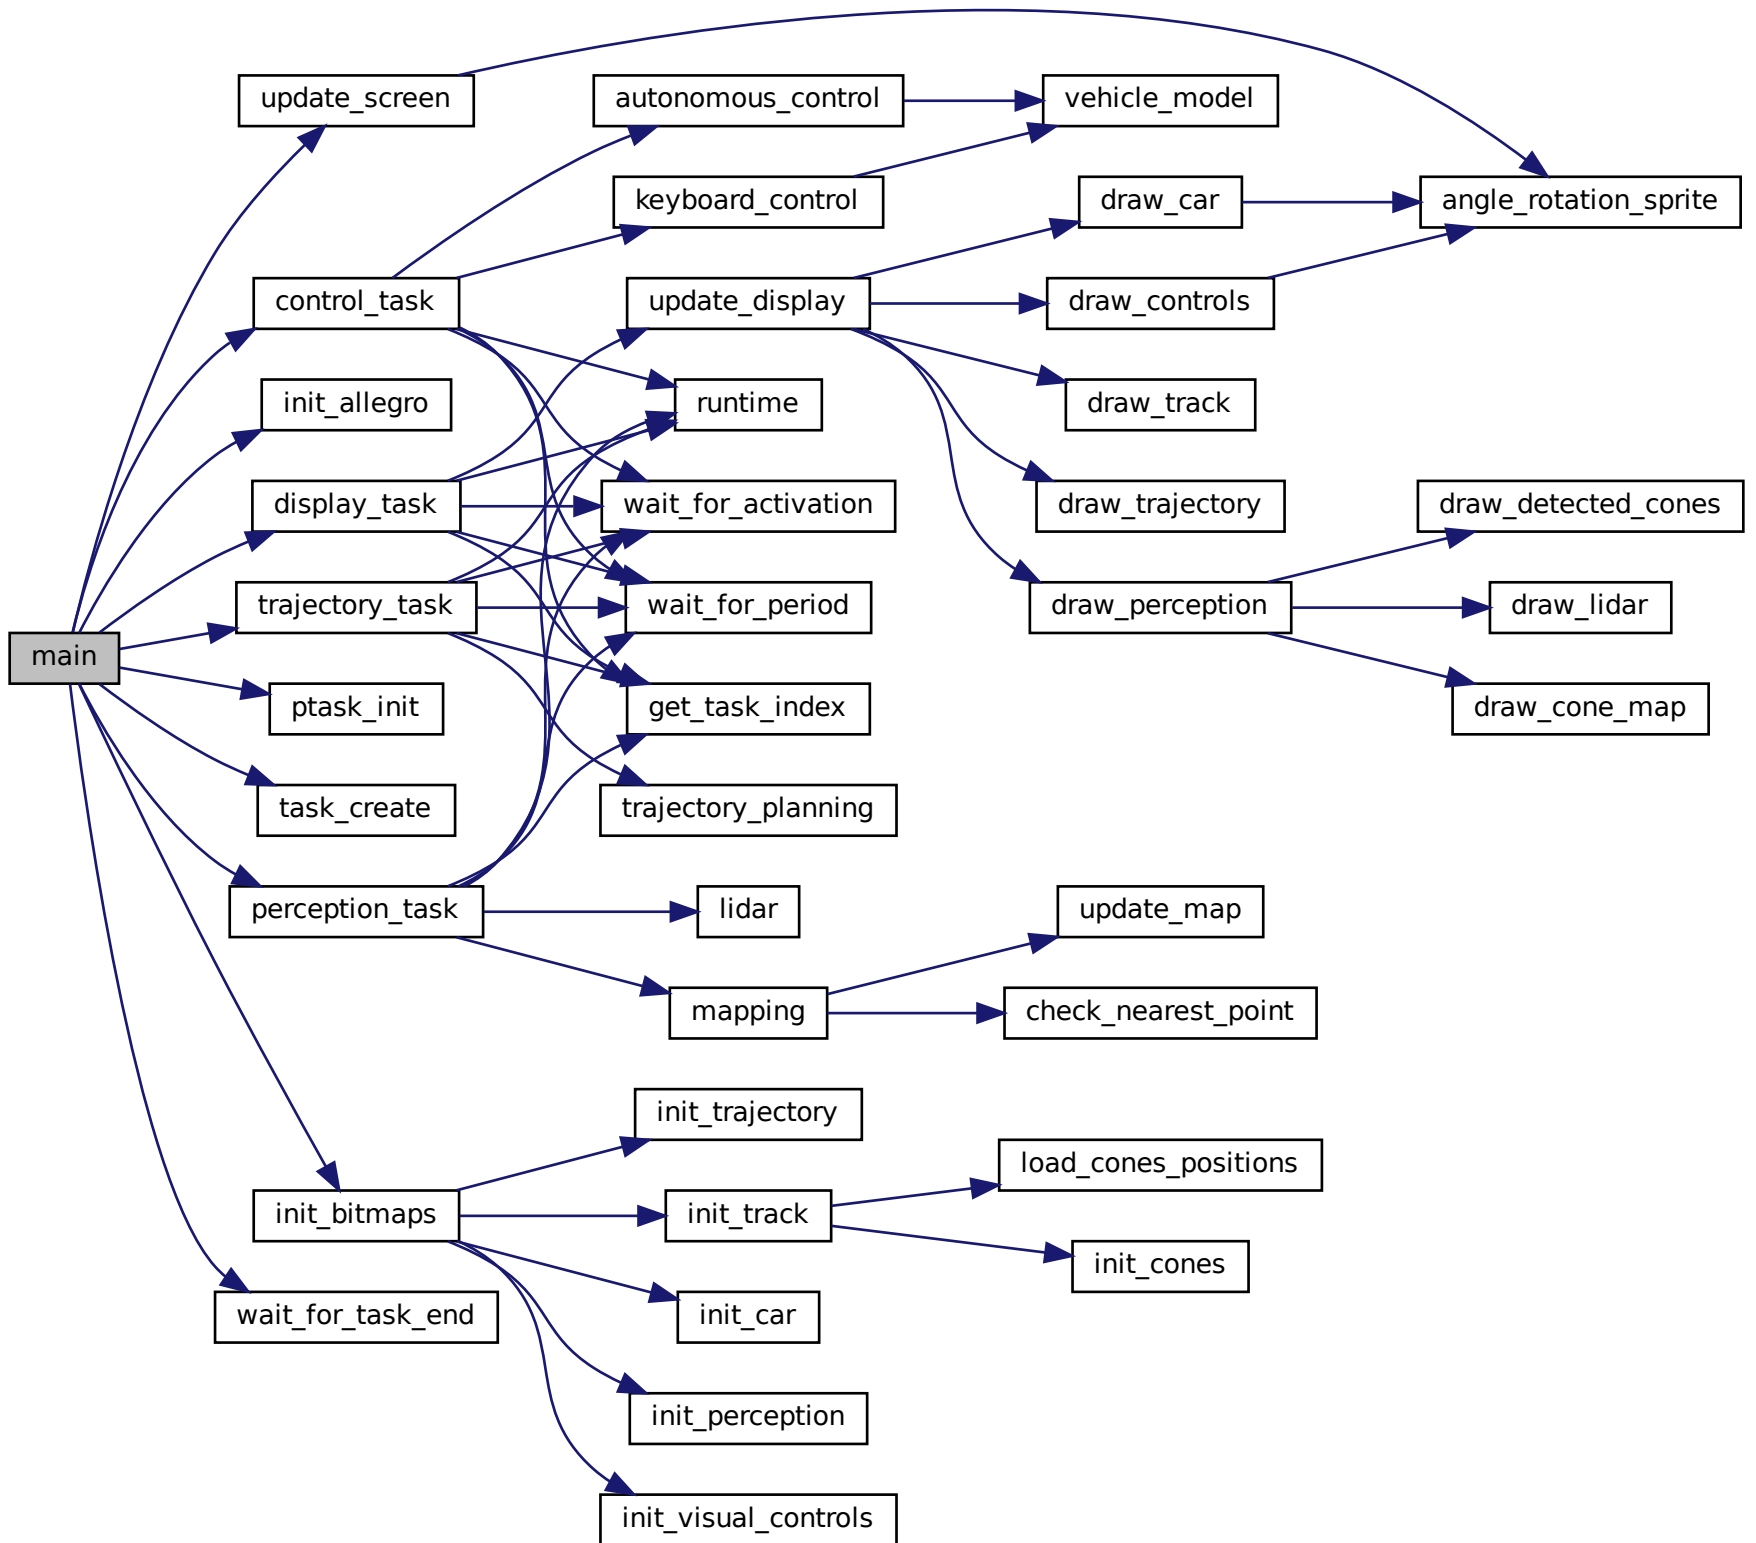 update_screen
autonomous_control
vehicle_model
keyboard_control
draw_car
angle_rotation_sprite
control_task
update_display
draw_controls
init_allegro
runtime
draw_track
display_task
wait_for_activation
draw_trajectory
draw_detected_cones
trajectory_task
wait_for_period
draw_perception
draw_lidar
main
ptask_init
get_task_index
draw_cone_map
task_create
trajectory_planning
perception_task
lidar
update_map
mapping
check_nearest_point
init_trajectory
load_cones_positions
init_bitmaps
init_track
init_cones
wait_for_task_end
init_car
init_perception
init_visual_controls